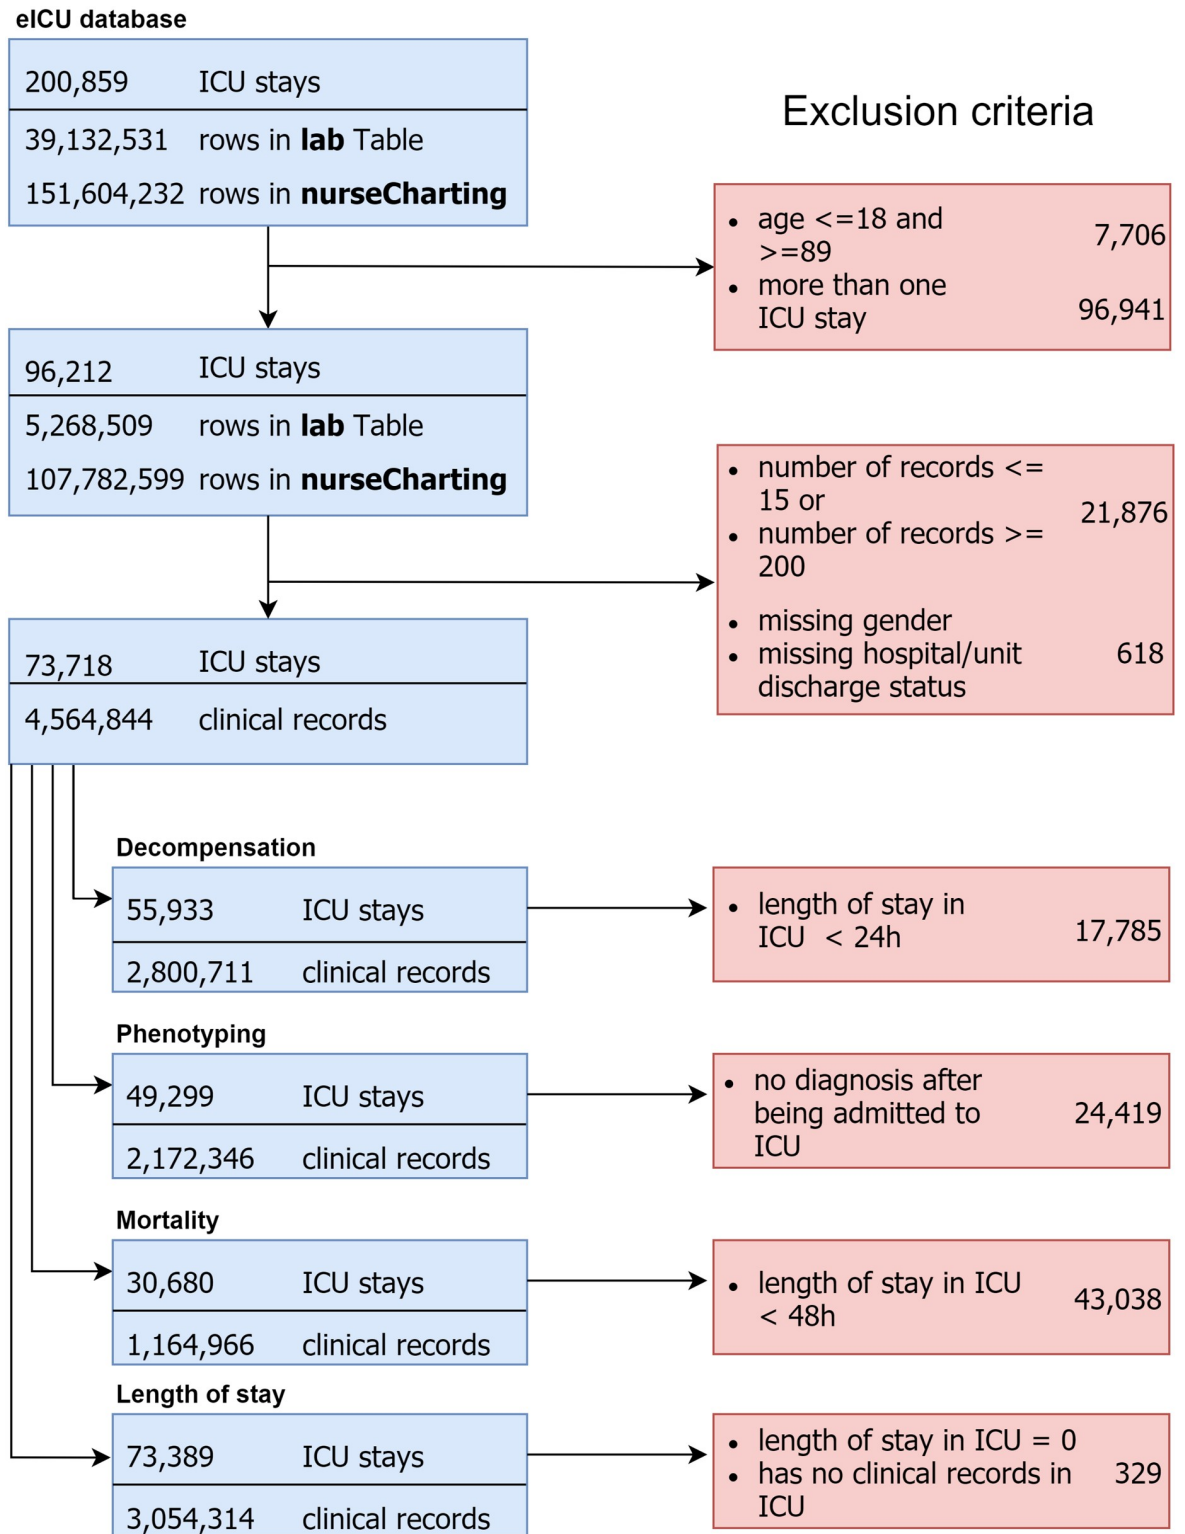 eICU database
200,859 ICU stays
39,132,531 rows in lab Table
151,604,232 rows in nurseCharting
Exclusion criteria
• age <=18 and
>=89
7,706
• more than one
ICU stay
96,941
96,212 ICU stays
5,268,509 rows in lab Table
107,782,599 rows in nurseCharting
• number of records <=
15 or
• number of records >=
200
21,876
• missing gender
• missing hospital/unit
discharge status
618
73,718 ICU stays
4,564,844 clinical records
Decompensation
55,933 ICU stays
2,800,711 clinical records
• length of stay in
ICU < 24h
17,785
Phenotyping
49,299 ICU stays
2,172,346 clinical records
• no diagnosis after
being admitted to
ICU
24,419
Mortality
30,680 ICU stays
1,164,966 clinical records
• length of stay in ICU
< 48h
43,038
Length of stay
73,389 ICU stays
3,054,314 clinical records
• length of stay in ICU = 0
• has no clinical records in
ICU
329